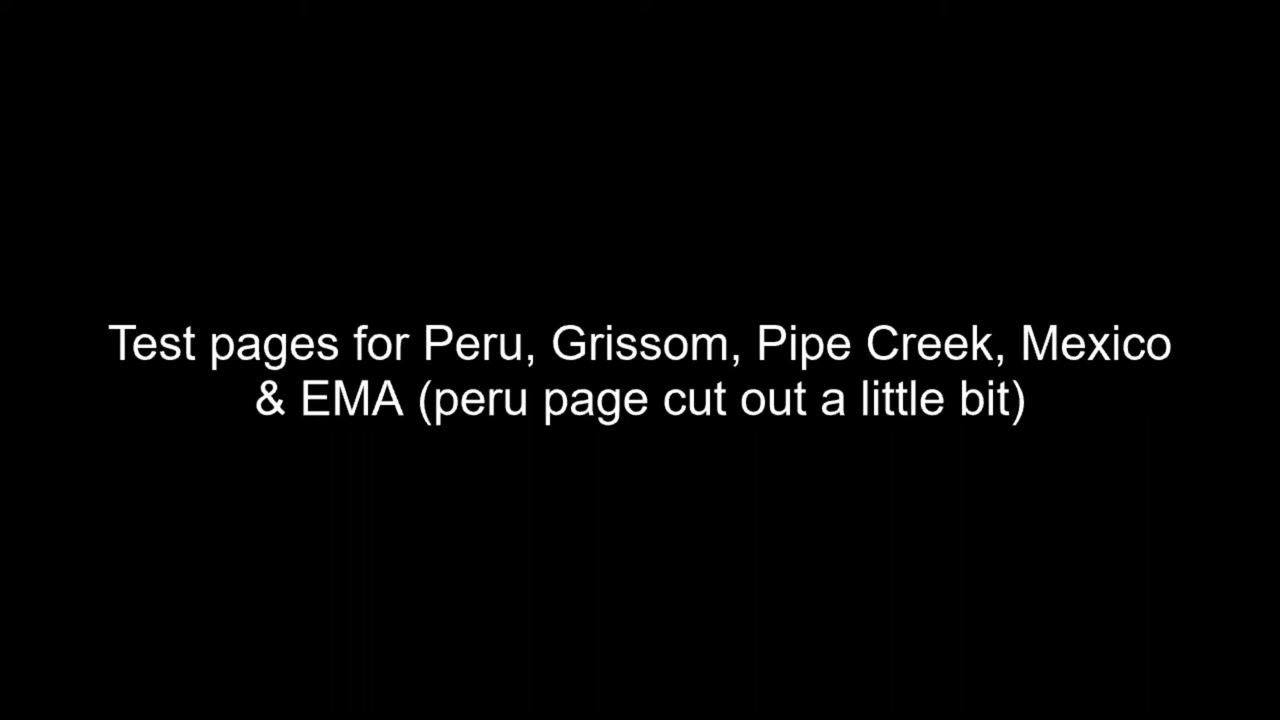 Test pages for Peru, Grissom, Pipe Creek, Mexico
& EMA (peru page cut out a little bit)